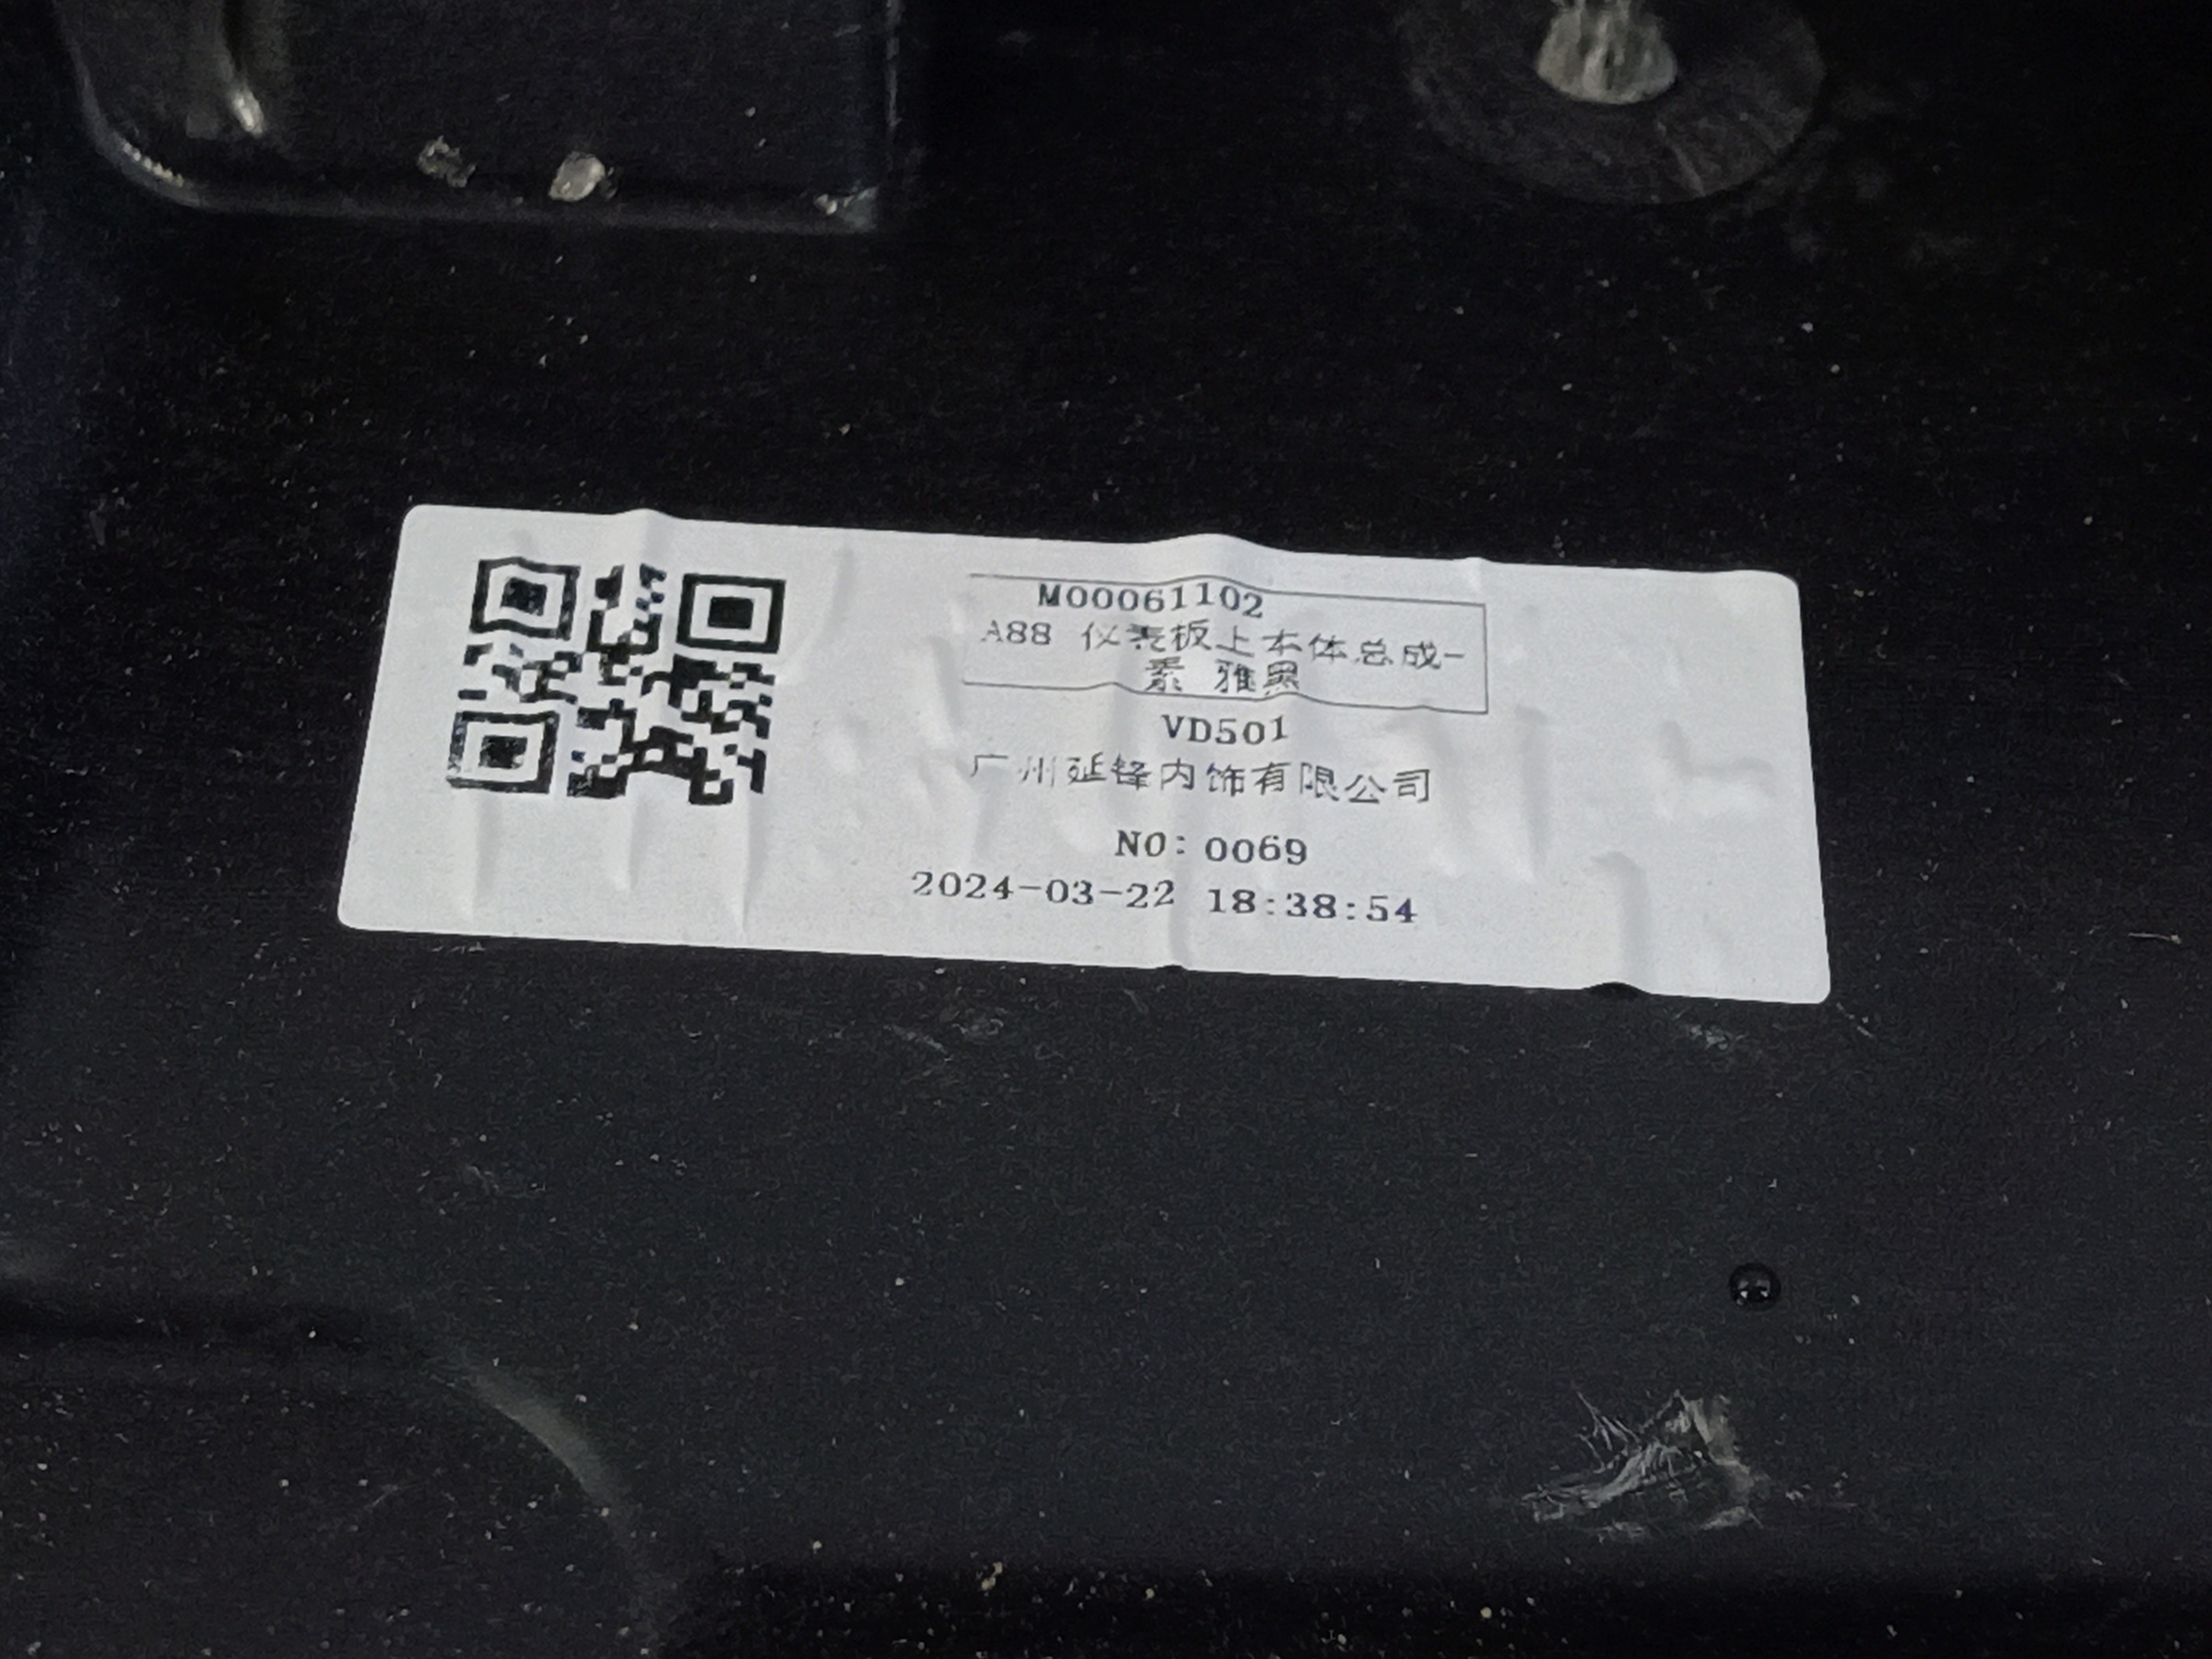 M00061102
A88 仪表板上本体总成-
素 雅黑
VD501
广州延锋内饰有限公司
NO: 0069
2024-03-22 18:38:54